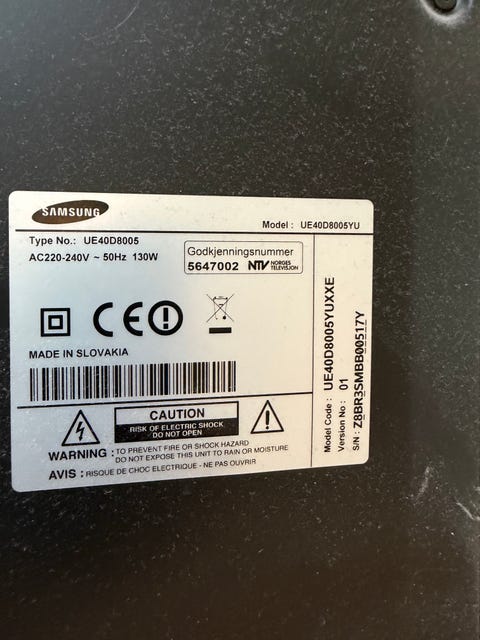 SAMSUNG
Model : UE40D8005YU
Type No.: UE40D8005
AC220-240V ~ 50Hz 130W
Godkjenningsnummer
5647002 NTV NORGES TELEVISJON
CE
MADE IN SLOVAKIA
CAUTION
RISK OF ELECTRIC SHOCK
DO NOT OPEN
WARNING : TO PREVENT FIRE OR SHOCK HAZARD
DO NOT EXPOSE THIS UNIT TO RAIN OR MOISTURE
AVIS : RISQUE DE CHOC ELECTRIQUE - NE PAS OUVRIR
Model Code : UE40D8005YUXXE
Version No : 01
S/N : Z8BR3SMBB00517Y